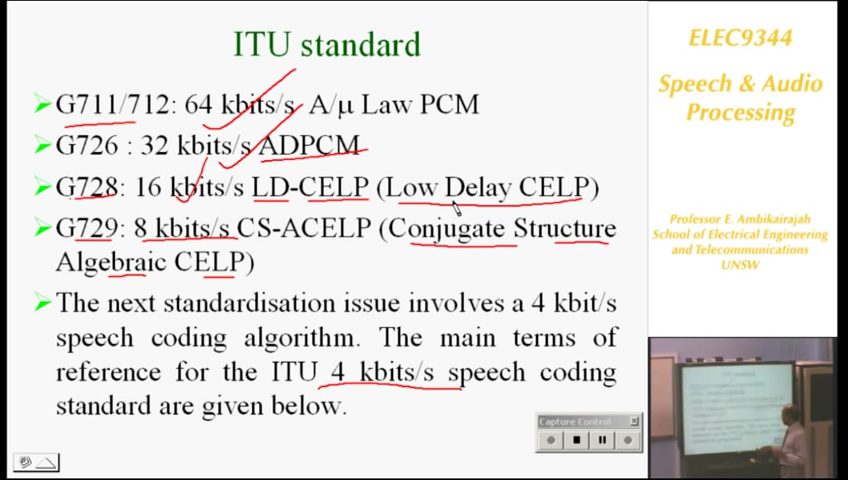 ITU standard
G711/712: 64 kbits/s A/μ Law PCM
G726 : 32 kbits/s ADPCM
G728: 16 kbits/s LD-CELP (Low Delay CELP)
G729: 8 kbits/s CS-ACELP (Conjugate Structure
Algebraic CELP)
The next standardisation issue involves a 4 kbit/s
speech coding algorithm. The main terms of
reference for the ITU 4 kbits/s speech coding
standard are given below.
Capture Control
ELEC9344
Speech & Audio
Processing
Professor E. Ambikairajah
School of Electrical Engineering
and Telecommunications
UNSW